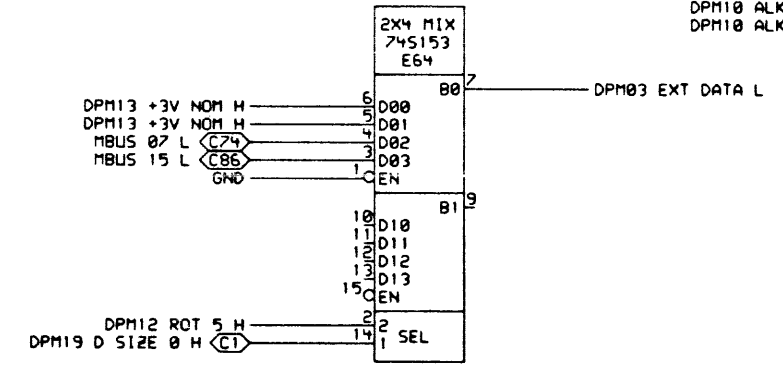 DPM10 ALK
DPM10 ALK
2X4 MIX
74S153
E64
B0 7 DPM03 EXT DATA L
DPM13 +3V NOM H 6 D00
DPM13 +3V NOM H 5 D01
MBUS 07 L C74 4 D02
MBUS 15 L C86 3 D03
GND 1 EN
B1 9
10 D10
11 D11
12 D12
13 D13
15 EN
DPM12 ROT 5 H 2 2
SEL
DPM19 D SIZE 0 H C1 14 1